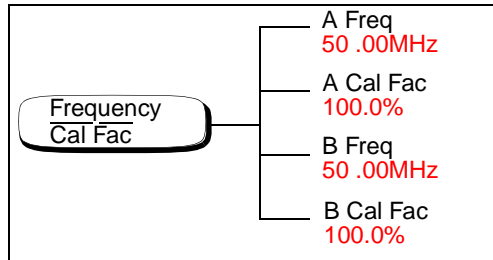 Frequency
Cal Fac
A Freq
50 .00MHz
A Cal Fac
100.0%
B Freq
50 .00MHz
B Cal Fac
100.0%